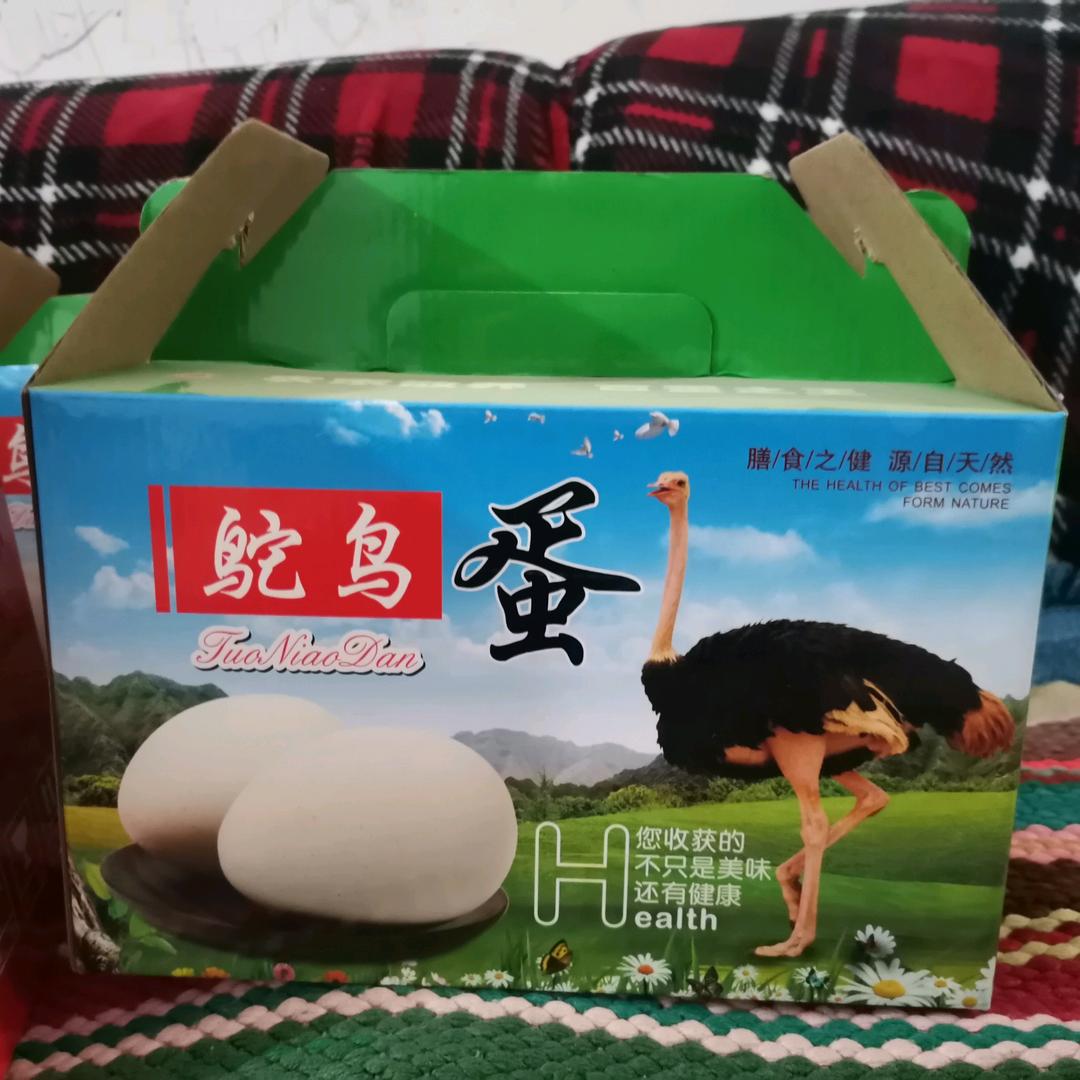 膳/食/之/健 源/自/天/然
THE HEALTH OF BEST COMES
FORM NATURE
鸵鸟蛋
TuoNiaoDan
您收获的
不只是美味
还有健康
Health